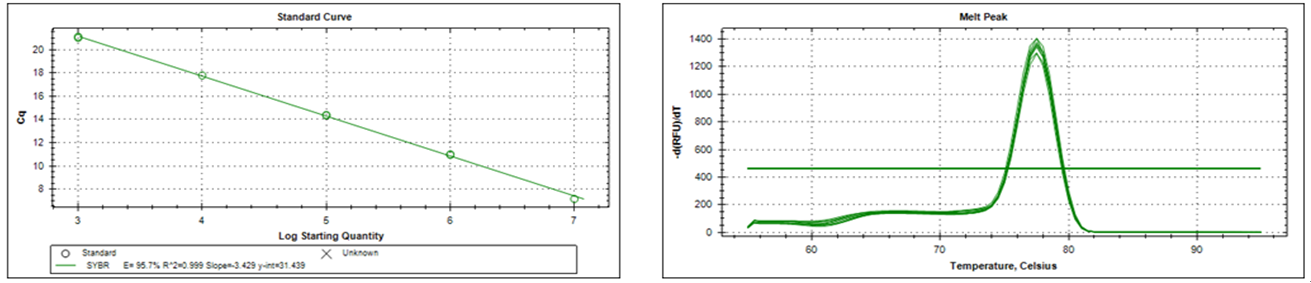 Standard Curve
20
18
16
14
12
10
8
Cq
3 4 5 6 7
Log Starting Quantity
Standard Unknown
SYBR E= 95.7% R^2=0.999 Slope=-3.429 y-int=31.439
Melt Peak
1400
1200
1000
800
600
400
200
0
-d(RFU)/dT
60 70 80 90
Temperature, Celsius